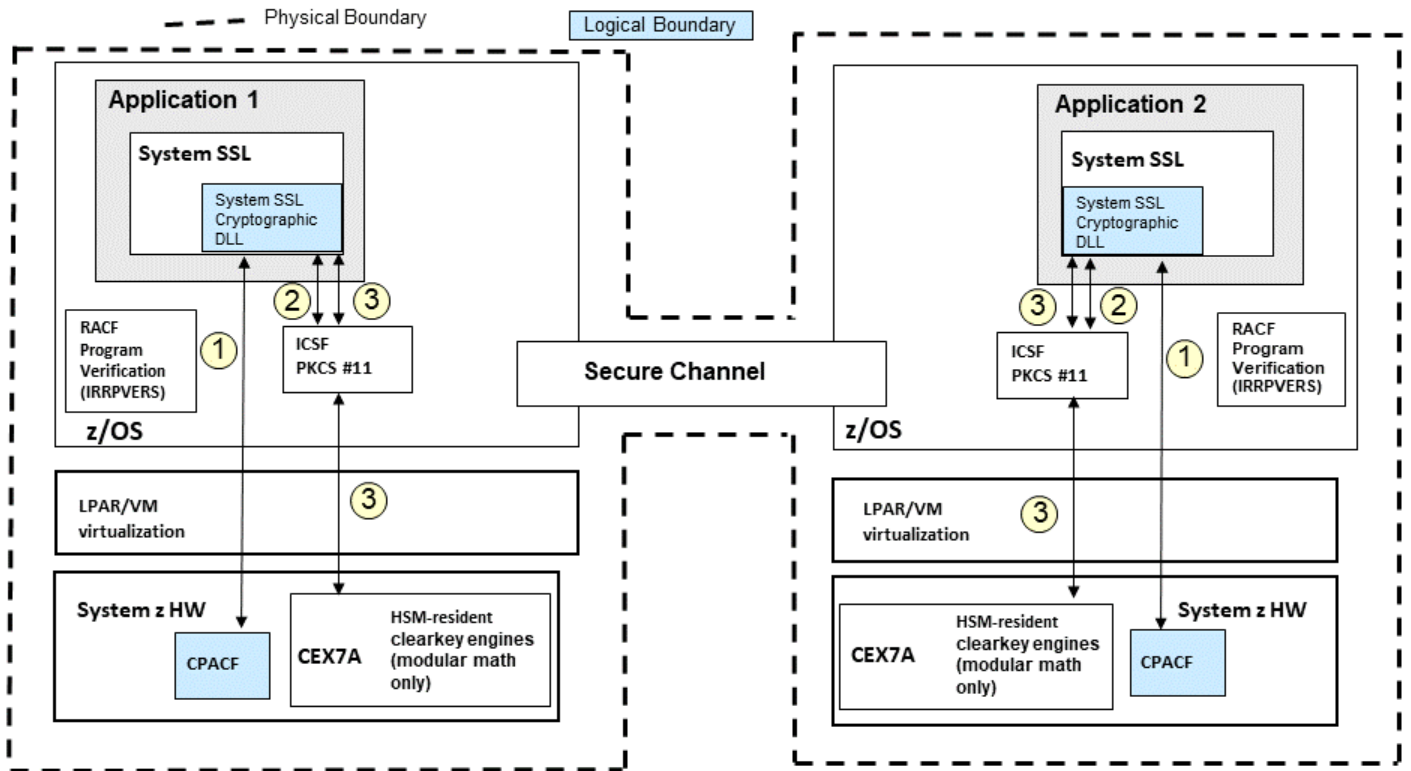 Physical Boundary
Logical Boundary
Application 1
System SSL
System SSL
Cryptographic
DLL
2
3
RACF
Program
Verification
(IRRPVERS)
1
ICSF
PKCS #11
z/OS
3
LPAR/VM
virtualization
System z HW
CPACF
CEX7A
HSM-resident
clearkey engines
(modular math
only)
Secure Channel
Application 2
System SSL
System SSL
Cryptographic
DLL
3
2
ICSF
PKCS #11
1
RACF
Program
Verification
(IRRPVERS)
z/OS
LPAR/VM
virtualization
3
CEX7A
HSM-resident
clearkey engines
(modular math
only)
System z HW
CPACF